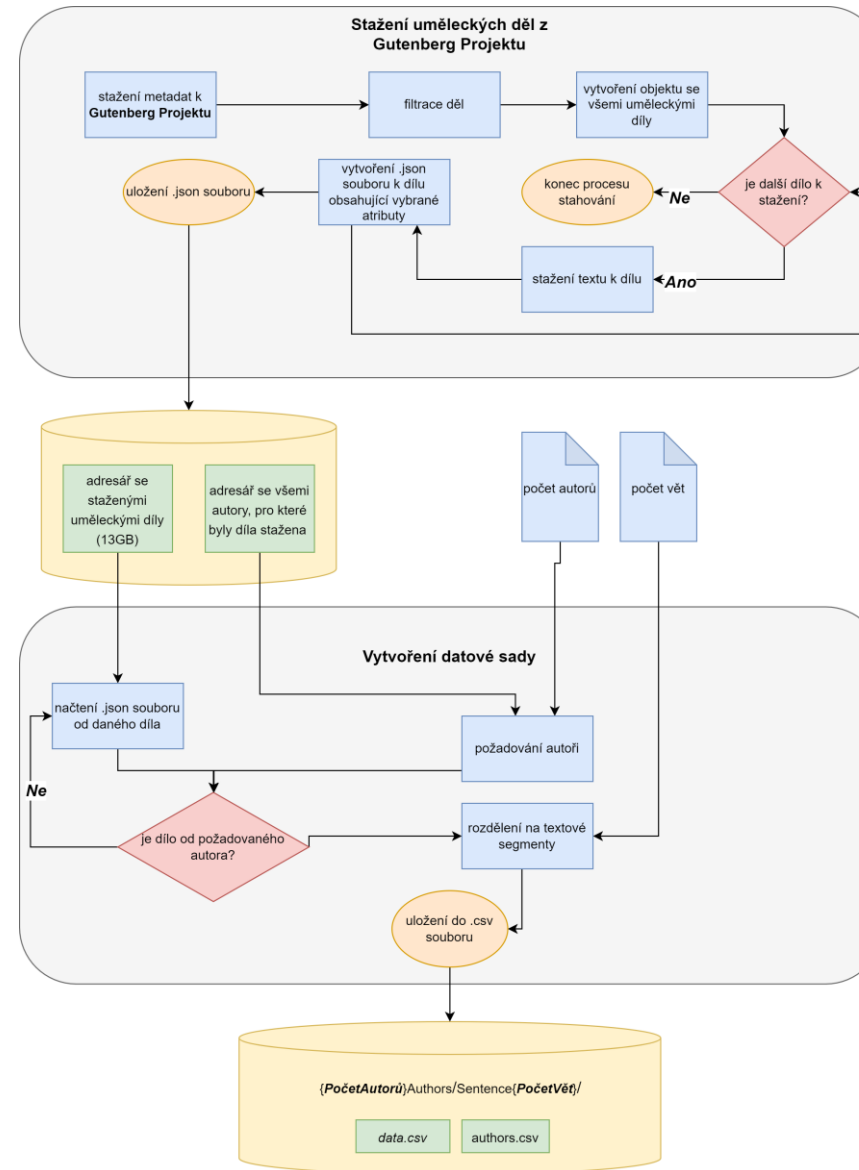 Stažení uměleckých děl z
Gutenberg Projektu
stažení metadat k
Gutenberg Projektu
filtrace děl
vytvoření objektu se
všemi uměleckými
díly
je další dílo k
stažení?
Ne
konec procesu
stahování
Ano
stažení textu k dílu
vytvoření .json
souboru k dílu
obsahující vybrané
atributy
uložení .json souboru
adresář se
staženými
uměleckými díly
(13GB)
adresář se všemi
autory, pro které
byly díla stažena
počet autorů
počet vět
Vytvoření datové sady
načtení .json souboru
od daného díla
požadování autoři
Ne
je dílo od požadovaného
autora?
rozdělení na textové
segmenty
uložení do .csv
souboru
{PočetAutorů}Authors/Sentence{PočetVět}/
data.csv
authors.csv